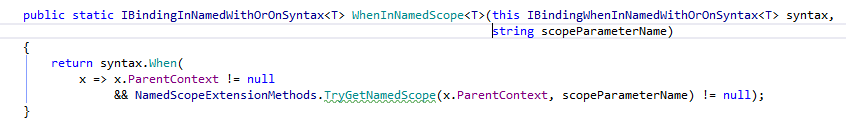 public static IBindingInNamedWithOrOnSyntax<T> WhenInNamedScope<T>(this IBindingWhenInNamedWithOrOnSyntax<T> syntax,
string scopeParameterName)
{
return syntax.When(
x => x.ParentContext != null
&& NamedScopeExtensionMethods.TryGetNamedScope(x.ParentContext, scopeParameterName) != null);
}